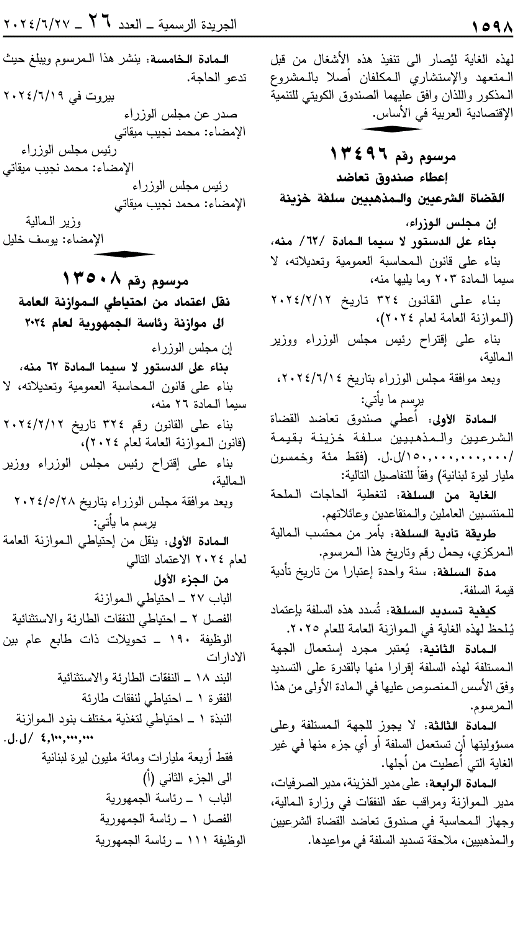 ١٥٩٨
الجريدة الرسمية ـ العدد ٢٦ ـ ٢٠٢٤/٦/٢٧
لهذه الغاية ليُصار الى تنفيذ هذه الأشغال من قبل
المتعهد والإستشاري المكلفان أصلا بالمشروع
المذكور واللذان وافق عليهما الصندوق الكويتي للتنمية
الإقتصادية العربية في الأساس.
مرسوم رقم ١٣٤٩٦
إعطاء صندوق تعاضد
القضاة الشرعيين والمذهبيين سلفة خزينة
إن مجلس الوزراء،
بناء على الدستور لا سيما المادة /٦٢/ منه،
بناء على قانون المحاسبة العمومية وتعديلاته، لا
سيما المادة ٢٠٣ وما يليها منه،
بناء على القانون ٣٢٤ تاريخ ٢٠٢٤/٢/١٢
(الموازنة العامة لعام ٢٠٢٤)،
بناء على إقتراح رئيس مجلس الوزراء ووزير
المالية،
وبعد موافقة مجلس الوزراء بتاريخ ٢٠٢٤/٦/١٤،
يرسم ما يأتي:
المادة الأولى: أُعطي صندوق تعاضد القضاة
الشرعيين والمذهبيين سلفة خزينة بقيمة
/١٥٠,٠٠٠,٠٠٠,٠٠٠/ل.ل. (فقط مئة وخمسون
مليار ليرة لبنانية) وفقاً للتفاصيل التالية:
الغاية من السلفة: لتغطية الحاجات الملحة
للمنتسبين العاملين والمتقاعدين وعائلاتهم.
طريقة تأدية السلفة: بأمر من محتسب المالية
المركزي، يحمل رقم وتاريخ هذا المرسوم.
مدة السلفة: سنة واحدة إعتبارا من تاريخ تأدية
قيمة السلفة.
كيفية تسديد السلفة: تُسدد هذه السلفة بإعتماد
يُلحظ لهذه الغاية في الموازنة العامة للعام ٢٠٢٥.
المادة الثانية: يُعتبر مجرد إستعمال الجهة
المستلفة لهذه السلفة إقرارا منها بالقدرة على التسديد
وفق الأسس المنصوص عليها في المادة الأولى من هذا
المرسوم.
المادة الثالثة: لا يجوز للجهة المستلفة وعلى
مسؤوليتها أن تستعمل السلفة أو أي جزء منها في غير
الغاية التي أُعطيت من أجلها.
المادة الرابعة: على مدير الخزينة، مدير الصرفيات،
مدير الموازنة ومراقب عقد النفقات في وزارة المالية،
وجهاز المحاسبة في صندوق تعاضد القضاة الشرعيين
والمذهبيين، ملاحقة تسديد السلفة في مواعيدها.
المادة الخامسة: ينشر هذا المرسوم ويبلغ حيث
تدعو الحاجة.
بيروت في ٢٠٢٤/٦/١٩
صدر عن مجلس الوزراء
الإمضاء: محمد نجيب ميقاتي
رئيس مجلس الوزراء
الإمضاء: محمد نجيب ميقاتي
رئيس مجلس الوزراء
الإمضاء: محمد نجيب ميقاتي
وزير المالية
الإمضاء: يوسف خليل
مرسوم رقم ١٣٥٠٨
نقل اعتماد من احتياطي الموازنة العامة
الى موازنة رئاسة الجمهورية لعام ٢٠٢٤
إن مجلس الوزراء
بناء على الدستور لا سيما المادة ٦٢ منه،
بناء على قانون المحاسبة العمومية وتعديلاته، لا
سيما المادة ٢٦ منه،
بناء على القانون رقم ٣٢٤ تاريخ ٢٠٢٤/٢/١٢
(قانون الموازنة العامة لعام ٢٠٢٤)،
بناء على إقتراح رئيس مجلس الوزراء ووزير
المالية،
وبعد موافقة مجلس الوزراء بتاريخ ٢٠٢٤/٥/٢٨
يرسم ما يأتي:
المادة الأولى: ينقل من إحتياطي الموازنة العامة
لعام ٢٠٢٤ الاعتماد التالي
من الجزء الأول
الباب ٢٧ ـ احتياطي الموازنة
الفصل ٢ ـ احتياطي للنفقات الطارئة والاستثنائية
الوظيفة ١٩٠ ـ تحويلات ذات طابع عام بين
الادارات
البند ١٨ ـ النفقات الطارئة والاستثنائية
الفقرة ١ ـ احتياطي لنفقات طارئة
النبذة ١ ـ احتياطي لتغذية مختلف بنود الموازنة
٤,٢٠٠,٠٠٠,٠٠٠ /ل.ل.
فقط أربعة مليارات ومائة مليون ليرة لبنانية
الى الجزء الثاني (أ)
الباب ١ ـ رئاسة الجمهورية
الفصل ١ ـ رئاسة الجمهورية
الوظيفة ١١١ ـ رئاسة الجمهورية